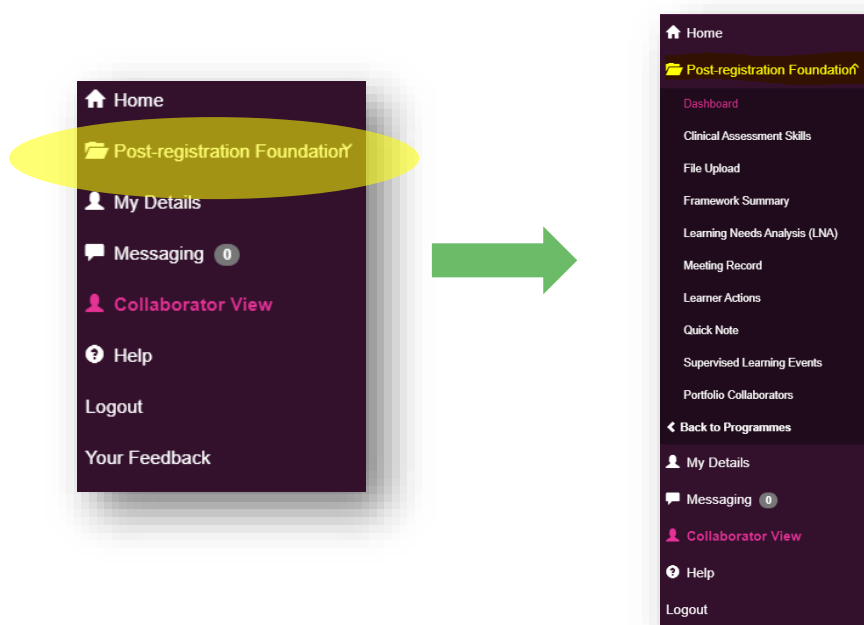 Home
Post-registration Foundation
My Details
Messaging 0
Collaborator View
Help
Logout
Your Feedback
Home
Post-registration Foundation
Dashboard
Clinical Assessment Skills
File Upload
Framework Summary
Learning Needs Analysis (LNA)
Meeting Record
Learner Actions
Quick Note
Supervised Learning Events
Portfolio Collaborators
Back to Programmes
My Details
Messaging 0
Collaborator View
Help
Logout